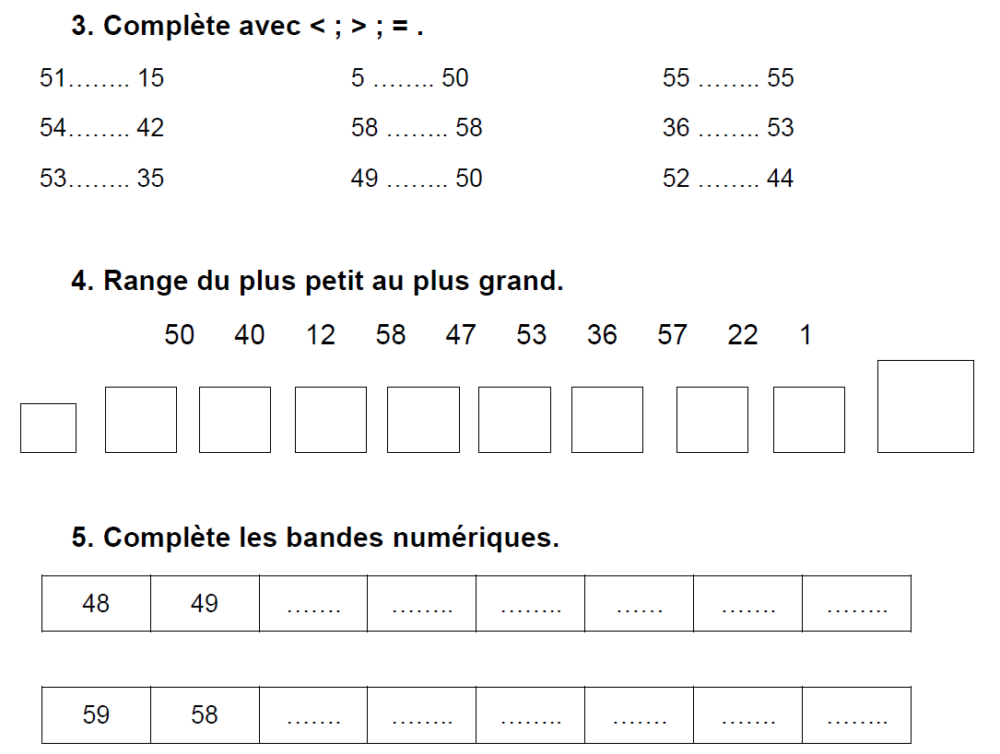 3. Complète avec < ; > ; = .
51…….. 15 5 …….. 50 55 …….. 55
54…….. 42 58 …….. 58 36 …….. 53
53…….. 35 49 …….. 50 52 …….. 44
4. Range du plus petit au plus grand.
50 40 12 58 47 53 36 57 22 1
5. Complète les bandes numériques.
48 49 ……. …….. …….. …… ……. ……..
59 58 ……. …….. …….. ……. ……. ……..